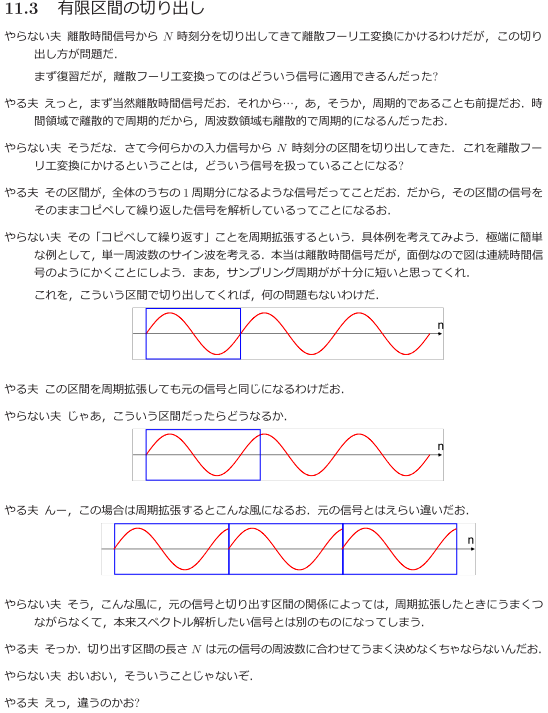 11.3 有限区間の切り出し
やらない夫 離散時間信号から N 時刻分を切り出してきて離散フーリエ変換にかけるわけだが，この切り
出し方が問題だ．
まず復習だが，離散フーリエ変換ってのはどういう信号に適用できるんだった?
やる夫 えっと，まず当然離散時間信号だお．それから…，あ，そうか，周期的であることも前提だお．時
間領域で離散的で周期的だから，周波数領域も離散的で周期的になるんだったお．
やらない夫 そうだな．さて今何らかの入力信号から N 時刻分の区間を切り出してきた．これを離散フー
リエ変換にかけるということは，どういう信号を扱っていることになる?
やる夫 その区間が，全体のうちの 1 周期分になるような信号だってことだお．だから，その区間の信号を
そのままコピペして繰り返した信号を解析しているってことになるお．
やらない夫 その「コピペして繰り返す」ことを周期拡張するという．具体例を考えてみよう．極端に簡単
な例として，単一周波数のサイン波を考える．本当は離散時間信号だが，面倒なので図は連続時間信
号のようにかくことにしよう．まあ，サンプリング周期がが十分に短いと思ってくれ．
これを，こういう区間で切り出してくれば，何の問題もないわけだ．
n
やる夫 この区間を周期拡張しても元の信号と同じになるわけだお．
やらない夫 じゃあ，こういう区間だったらどうなるか．
n
やる夫 んー，この場合は周期拡張するとこんな風になるお．元の信号とはえらい違いだお．
n
やらない夫 そう，こんな風に，元の信号と切り出す区間の関係によっては，周期拡張したときにうまくつ
ながらなくて，本来スペクトル解析したい信号とは別のものになってしまう．
やる夫 そっか．切り出す区間の長さ N は元の信号の周波数に合わせてうまく決めなくちゃならないんだお．
やらない夫 おいおい，そういうことじゃないぞ．
やる夫 えっ，違うのかお?